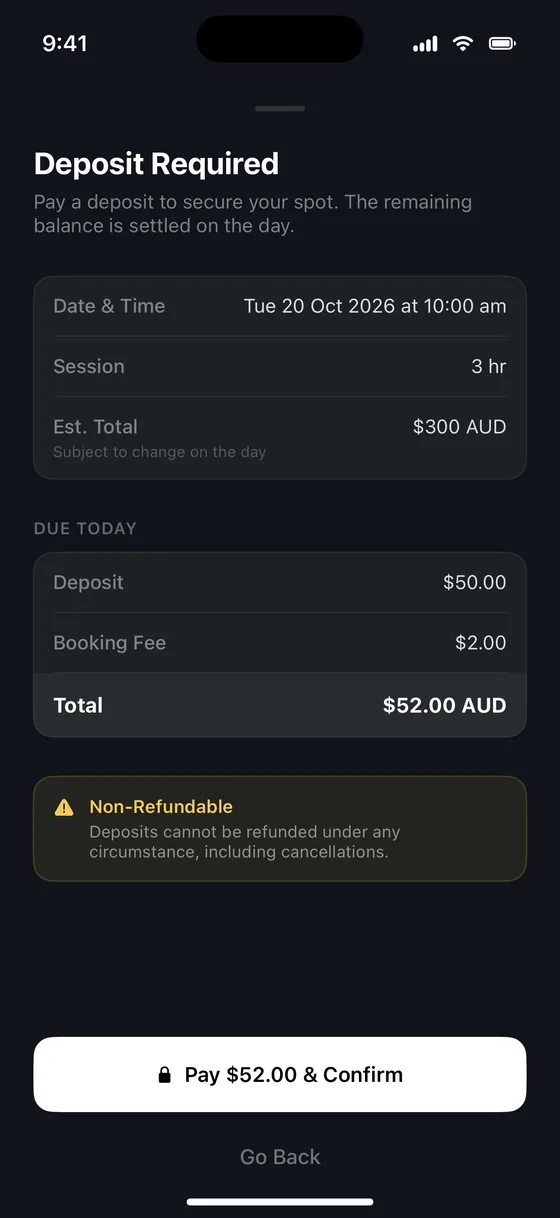 9:41
Deposit Required
Pay a deposit to secure your spot. The remaining
balance is settled on the day.
Date & Time Tue 20 Oct 2026 at 10:00 am
Session 3 hr
Est. Total $300 AUD
Subject to change on the day
DUE TODAY
Deposit $50.00
Booking Fee $2.00
Total $52.00 AUD
Non-Refundable
Deposits cannot be refunded under any
circumstance, including cancellations.
Pay $52.00 & Confirm
Go Back